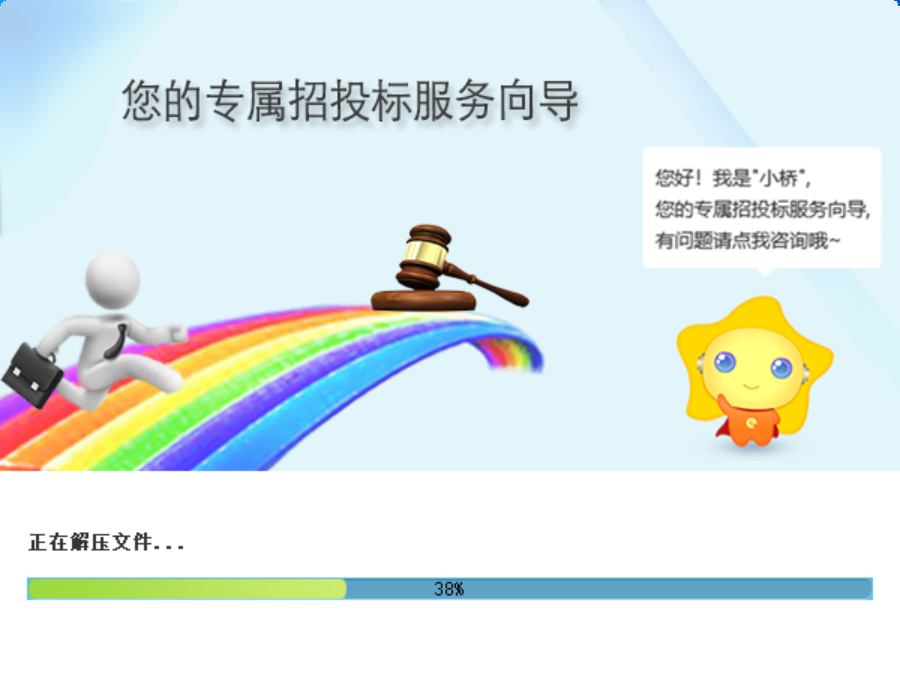 您的专属招投标服务向导
您好！我是"小桥",
您的专属招投标服务向导,
有问题请点我咨询哦~
正在解压文件...
38%